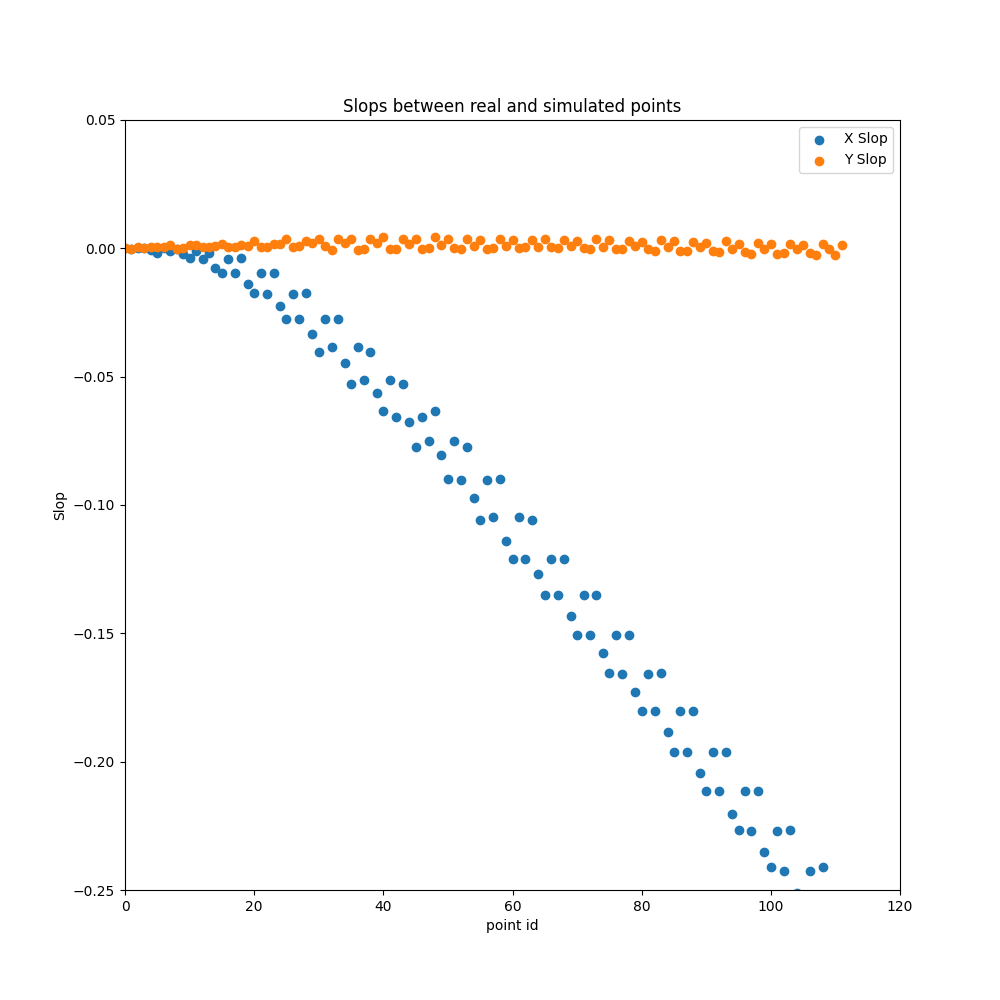 Slops between real and simulated points
0.05
X Slop
Y Slop
0.00
−0.05
−0.10
Slop
−0.15
−0.20
−0.25
0 20 40 60 80 100 120
point id